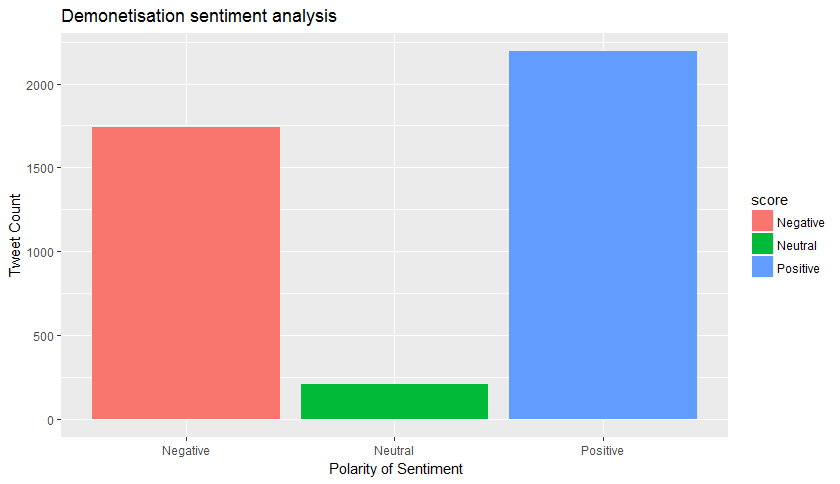 Demonetisation sentiment analysis
2000
1500
1000
500
0
Tweet Count
Negative
Neutral
Positive
Polarity of Sentiment
score
Negative
Neutral
Positive